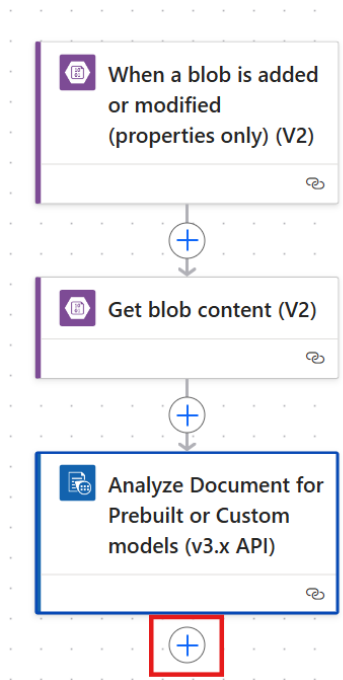 When a blob is added
or modified
(properties only) (V2)
Get blob content (V2)
Analyze Document for
Prebuilt or Custom
models (v3.x API)